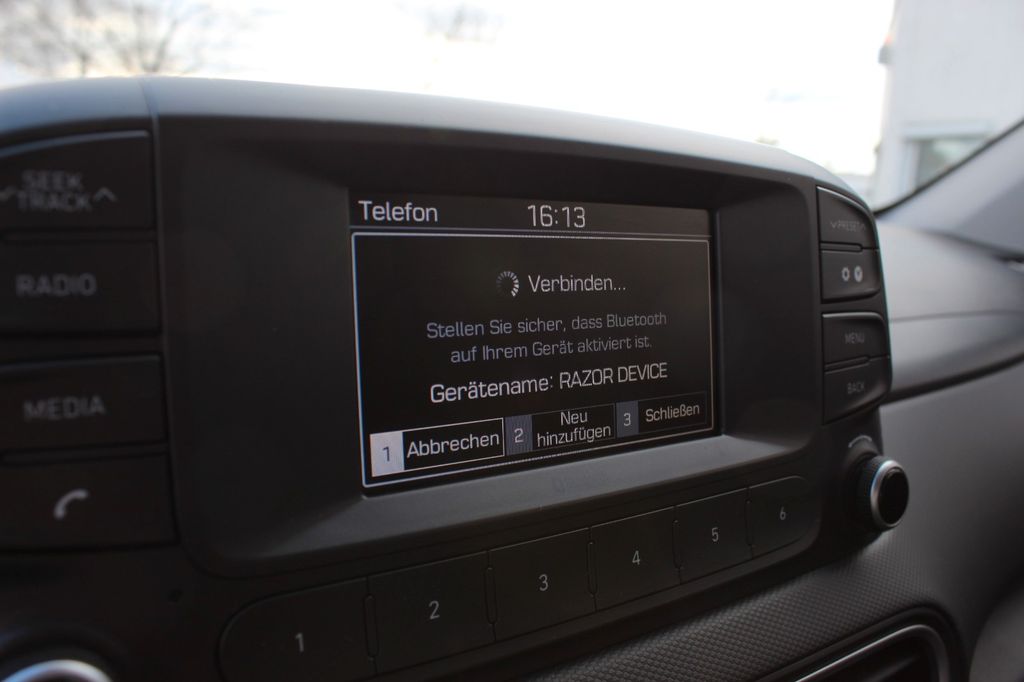 SEEK
TRACK
RADIO
MEDIA
Telefon 16:13
Verbinden...
Stellen Sie sicher, dass Bluetooth
auf Ihrem Gerät aktiviert ist.
Gerätename: RAZOR DEVICE
1 Abbrechen
2 Neu
hinzufügen
3 Schließen
PRESET
MENU
BACK
1 2 3 4 5 6